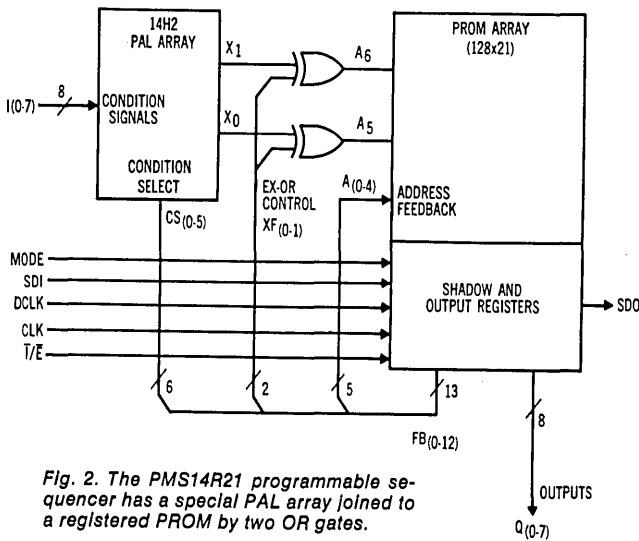 14H2
PAL ARRAY
PROM ARRAY
(128x21)
X1
A6
I(0-7)
8
CONDITION
SIGNALS
X0
A5
CONDITION
SELECT
EX-OR
CONTROL
XF(0-1)
A(0-4)
ADDRESS
FEEDBACK
CS(0-5)
MODE
SDI
DCLK
CLK
I/E
SHADOW AND
OUTPUT REGISTERS
SDO
6
2
5
13
8
FB(0-12)
OUTPUTS
Q(0-7)
Fig. 2. The PMS14R21 programmable se-
quencer has a special PAL array joined to
a registered PROM by two OR gates.